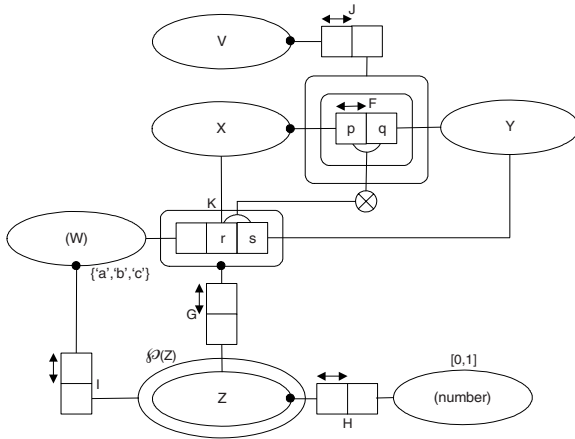 J
V
F
X
p q
Y
K
(W)
r s
{'a','b','c'}
G
℘(Z)
[0,1]
I
Z
(number)
H